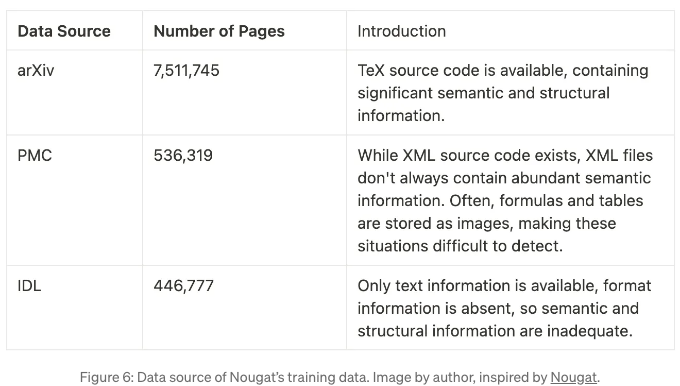 Data Source Number of Pages Introduction
arXiv 7,511,745 TeX source code is available, containing
significant semantic and structural
information.
PMC 536,319 While XML source code exists, XML files
don't always contain abundant semantic
information. Often, formulas and tables
are stored as images, making these
situations difficult to detect.
IDL 446,777 Only text information is available, format
information is absent, so semantic and
structural information are inadequate.
Figure 6: Data source of Nougat’s training data. Image by author, inspired by Nougat.